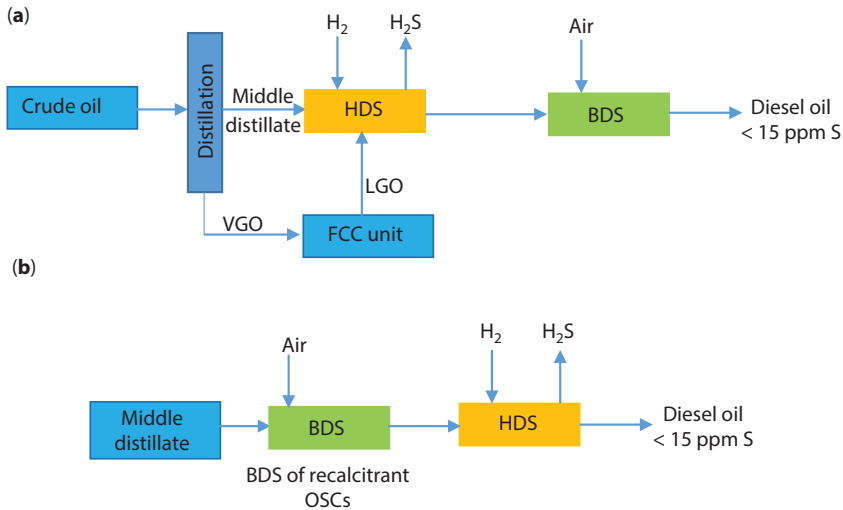 (a)
H2
H2S
Air
Crude oil
Distillation
Middle
distillate
HDS
BDS
Diesel oil
< 15 ppm S
LGO
VGO
FCC unit
(b)
Air
H2
H2S
Middle
distillate
BDS
HDS
Diesel oil
< 15 ppm S
BDS of recalcitrant
OSCs